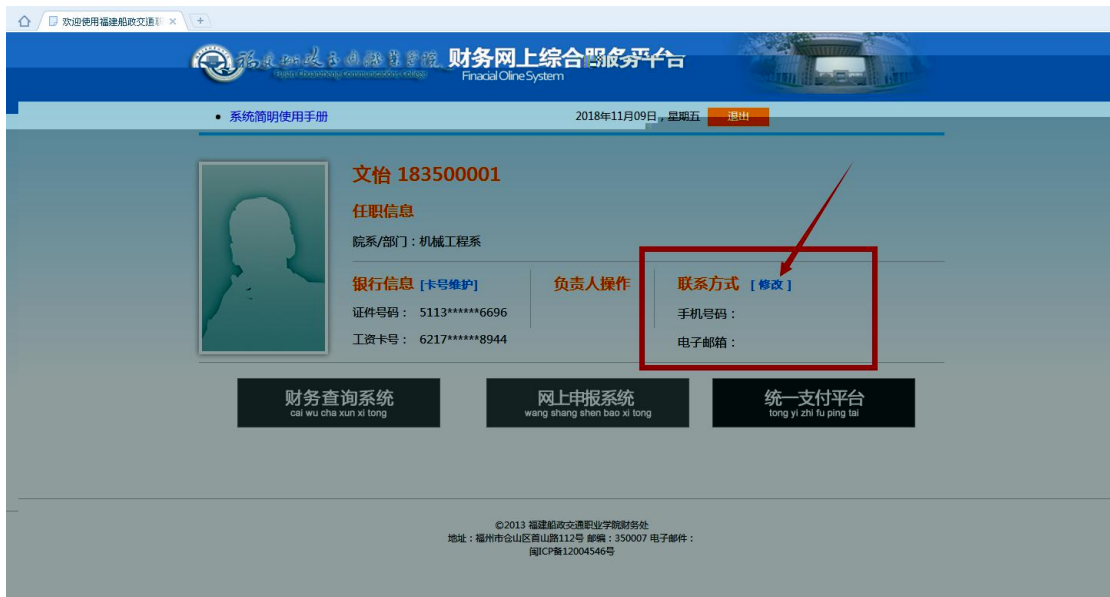 欢迎使用福建船政交通职
福建船政交通职业学院 财务网上综合服务平台
Finacial Oline System
系统简明使用手册
2018年11月09日,星期五
退出
文怡 183500001
任职信息
院系/部门:机械工程系
银行信息 [卡号维护]
负责人操作
联系方式 [修改]
证件号码: 5113******6696
手机号码:
工资卡号: 6217******8944
电子邮箱:
财务查询系统
cai wu cha xun xi tong
网上申报系统
wang shang shen bao xi tong
统一支付平台
tong yi zhi fu ping tai
©2013 福建船政交通职业学院财务处
地址:福州市仓山区首山路112号 邮编:350007 电子邮件:
闽ICP备12004546号